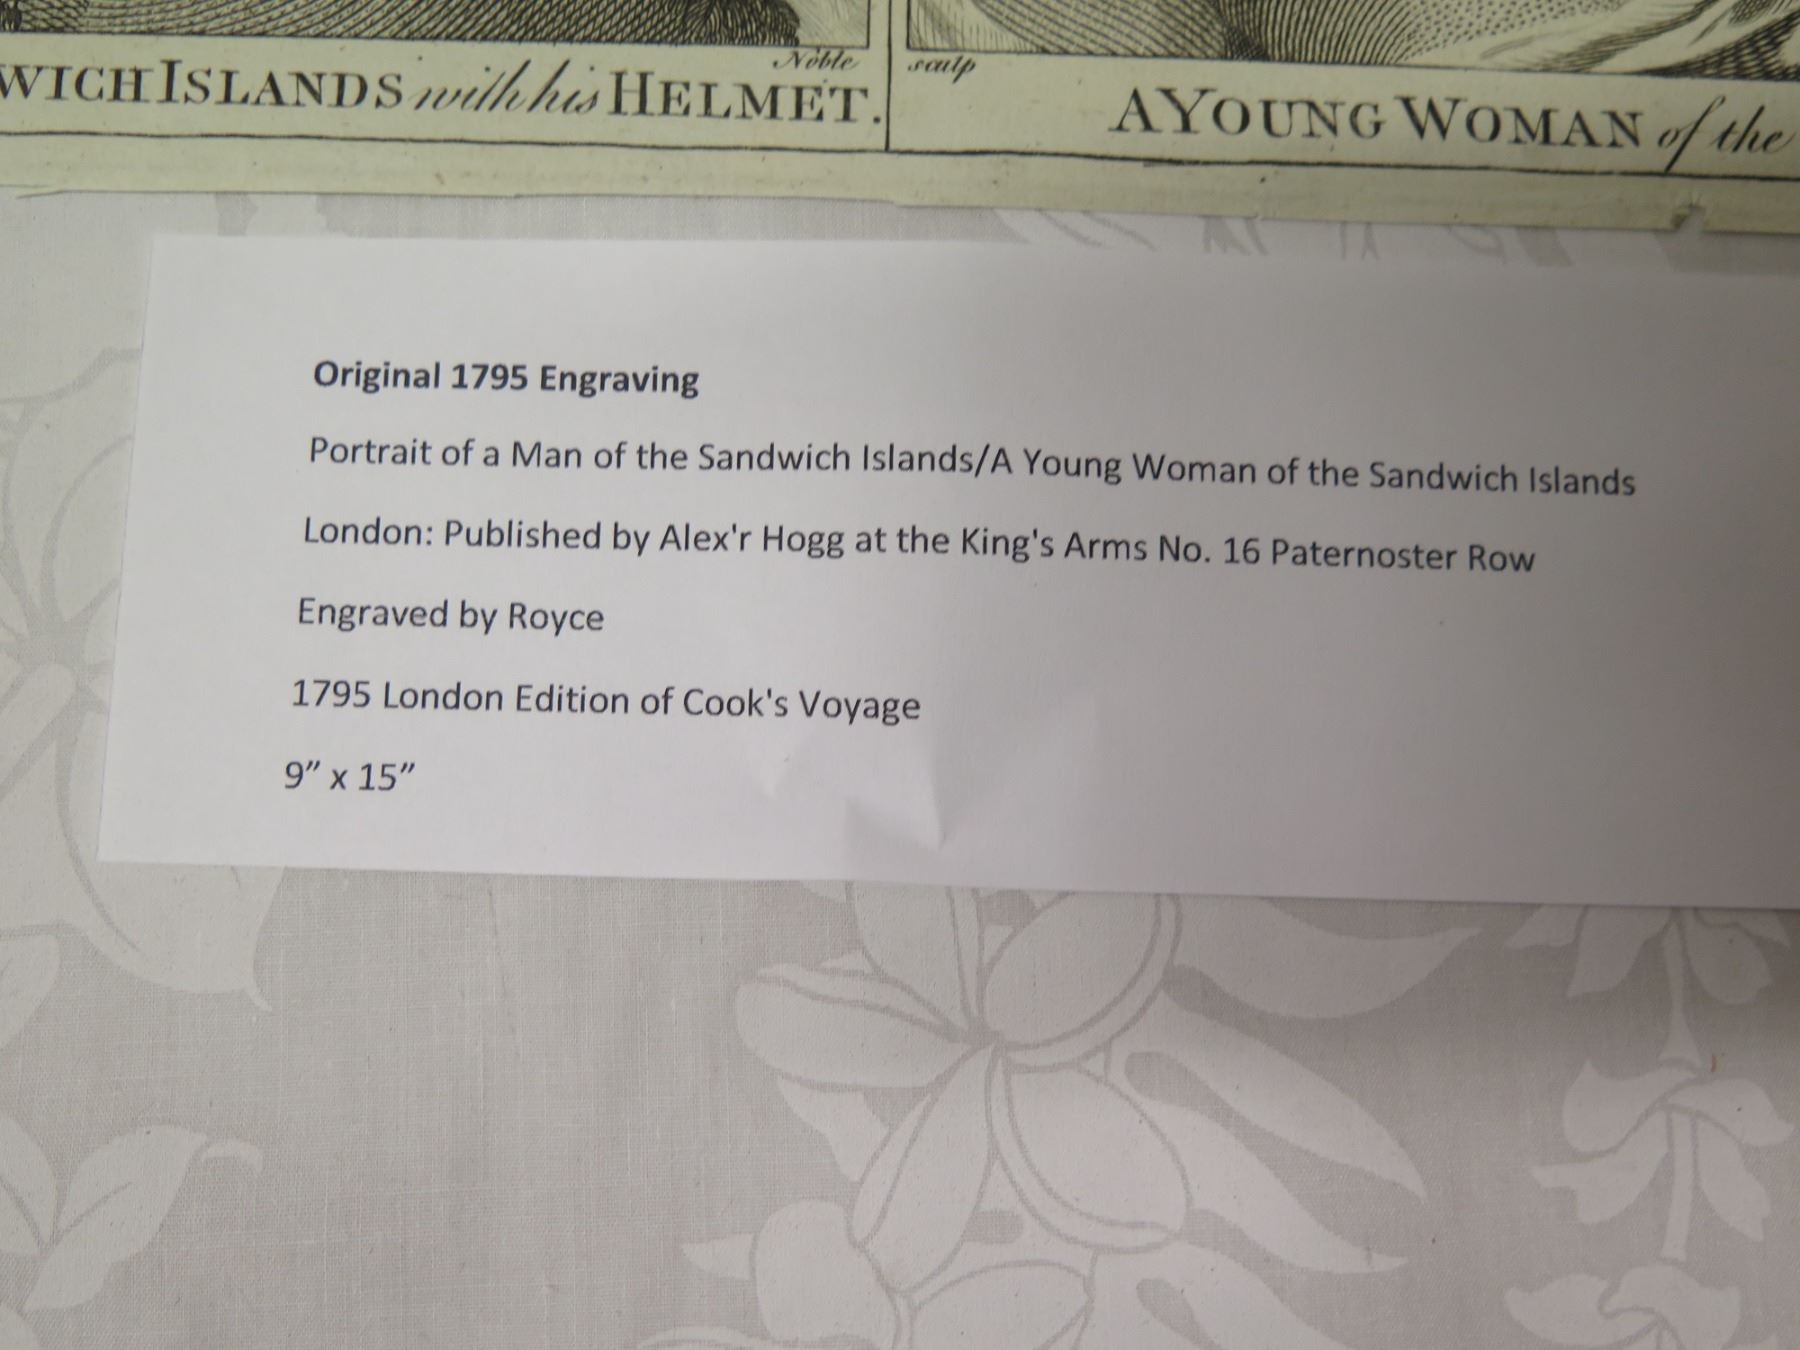 Noble sculp
WICH ISLANDS with his HELMET.
A YOUNG WOMAN of the
Original 1795 Engraving
Portrait of a Man of the Sandwich Islands/A Young Woman of the Sandwich Islands
London: Published by Alex'r Hogg at the King's Arms No. 16 Paternoster Row
Engraved by Royce
1795 London Edition of Cook's Voyage
9” x 15”